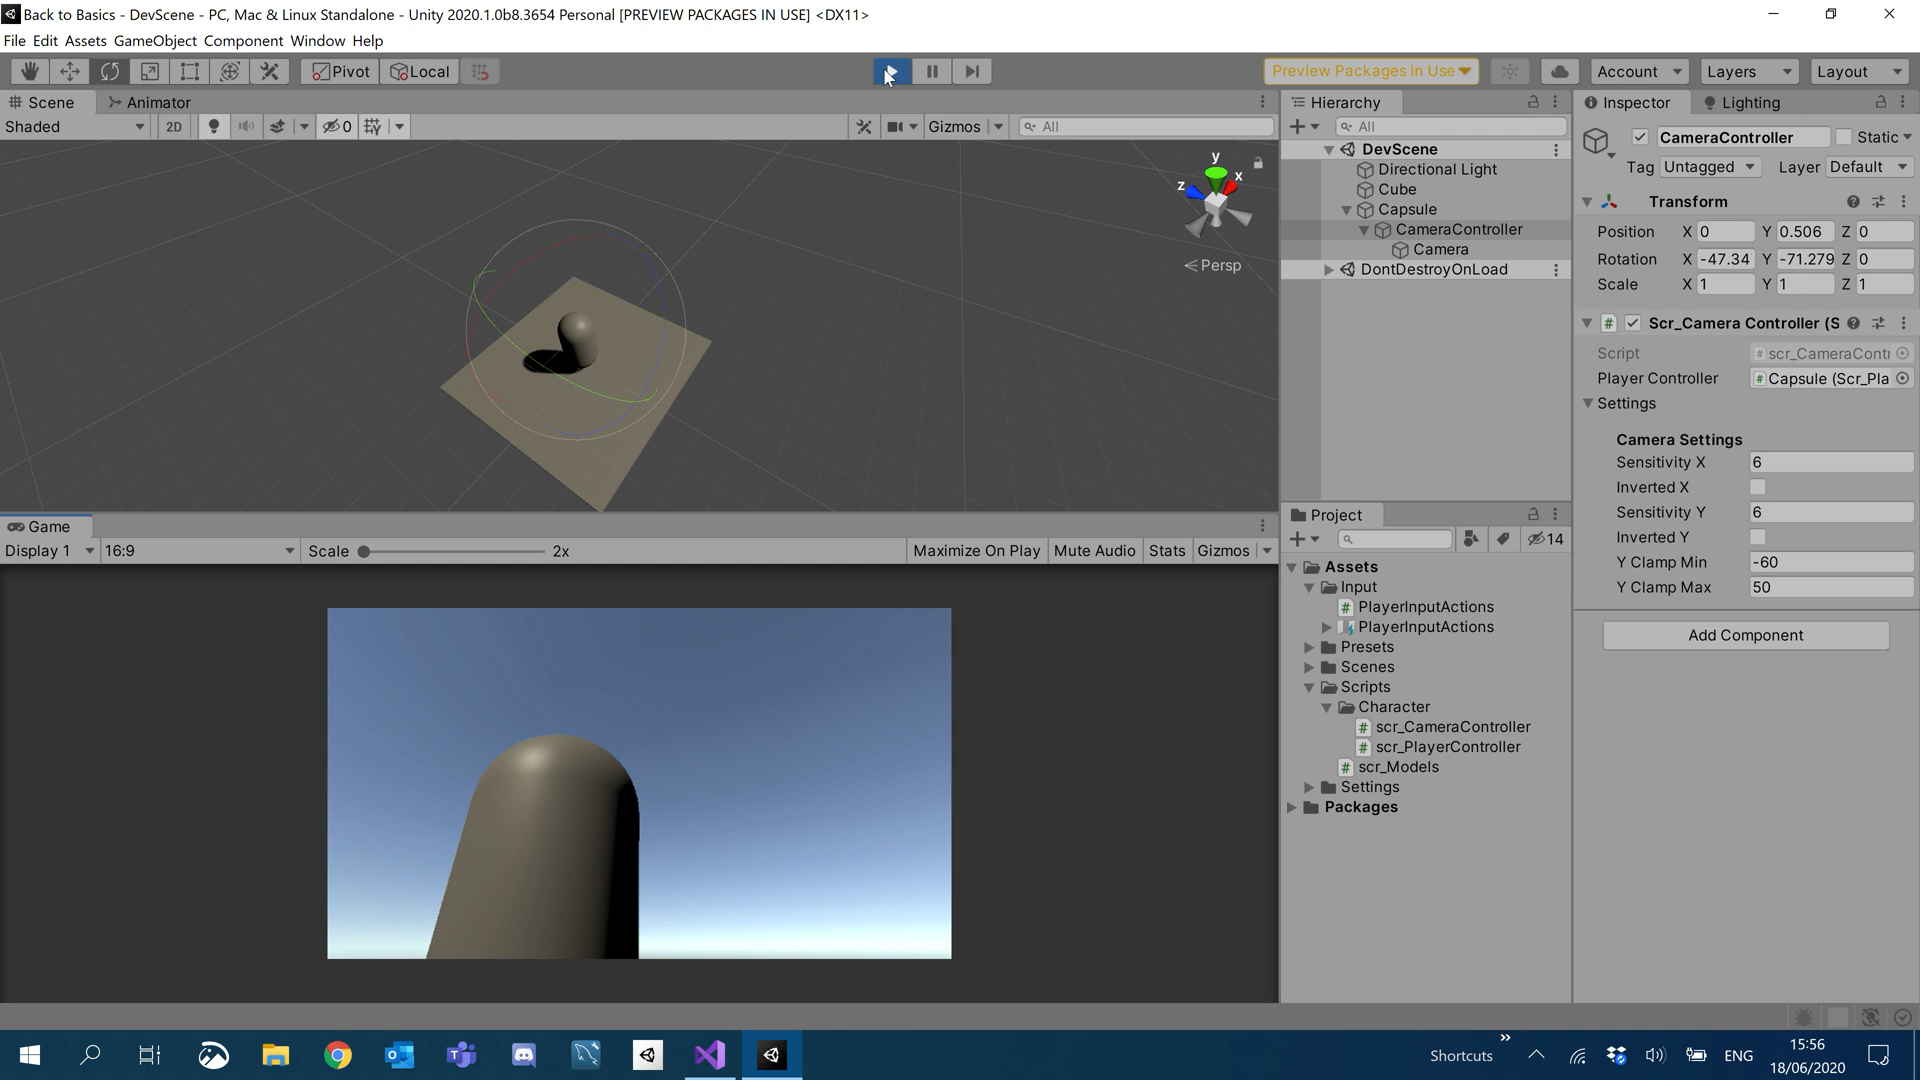 Back to Basics - DevScene - PC, Mac & Linux Standalone - Unity 2020.1.0b8.3654 Personal [PREVIEW PACKAGES IN USE] <DX11>
File Edit Assets GameObject Component Window Help
Pivot Local Preview Packages in Use Account Layers Layout
Scene Animator
Shaded 2D 0 Gizmos All
y
x
z
Persp
Game
Display 1 16:9 Scale 2x Maximize On Play Mute Audio Stats Gizmos
Hierarchy
All
DevScene
Directional Light
Cube
Capsule
CameraController
Camera
DontDestroyOnLoad
Project
14
Assets
Input
PlayerInputActions
PlayerInputActions
Presets
Scenes
Scripts
Character
scr_CameraController
scr_PlayerController
scr_Models
Settings
Packages
Inspector Lighting
CameraController Static
Tag Untagged Layer Default
Transform
Position X 0 Y 0.506 Z 0
Rotation X -47.34 Y -71.279 Z 0
Scale X 1 Y 1 Z 1
# Scr_Camera Controller (S
Script # scr_CameraContr
Player Controller # Capsule (Scr_Pla
Settings
Camera Settings
Sensitivity X 6
Inverted X
Sensitivity Y 6
Inverted Y
Y Clamp Min -60
Y Clamp Max 50
Add Component
Shortcuts » ENG 15:56
18/06/2020